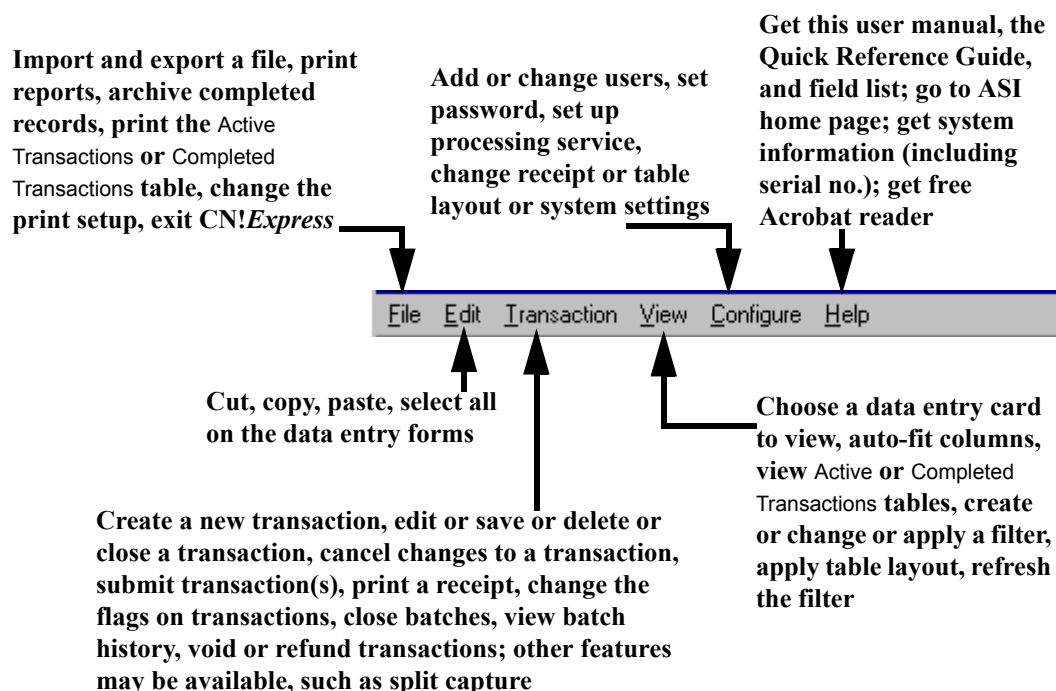 Import and export a file, print
reports, archive completed
records, print the Active
Transactions or Completed
Transactions table, change the
print setup, exit CN!Express
Add or change users, set
password, set up
processing service,
change receipt or table
layout or system settings
Get this user manual, the
Quick Reference Guide,
and field list; go to ASI
home page; get system
information (including
serial no.); get free
Acrobat reader
File Edit Transaction View Configure Help
Cut, copy, paste, select all
on the data entry forms
Create a new transaction, edit or save or delete or
close a transaction, cancel changes to a transaction,
submit transaction(s), print a receipt, change the
flags on transactions, close batches, view batch
history, void or refund transactions; other features
may be available, such as split capture
Choose a data entry card
to view, auto-fit columns,
view Active or Completed
Transactions tables, create
or change or apply a filter,
apply table layout, refresh
the filter